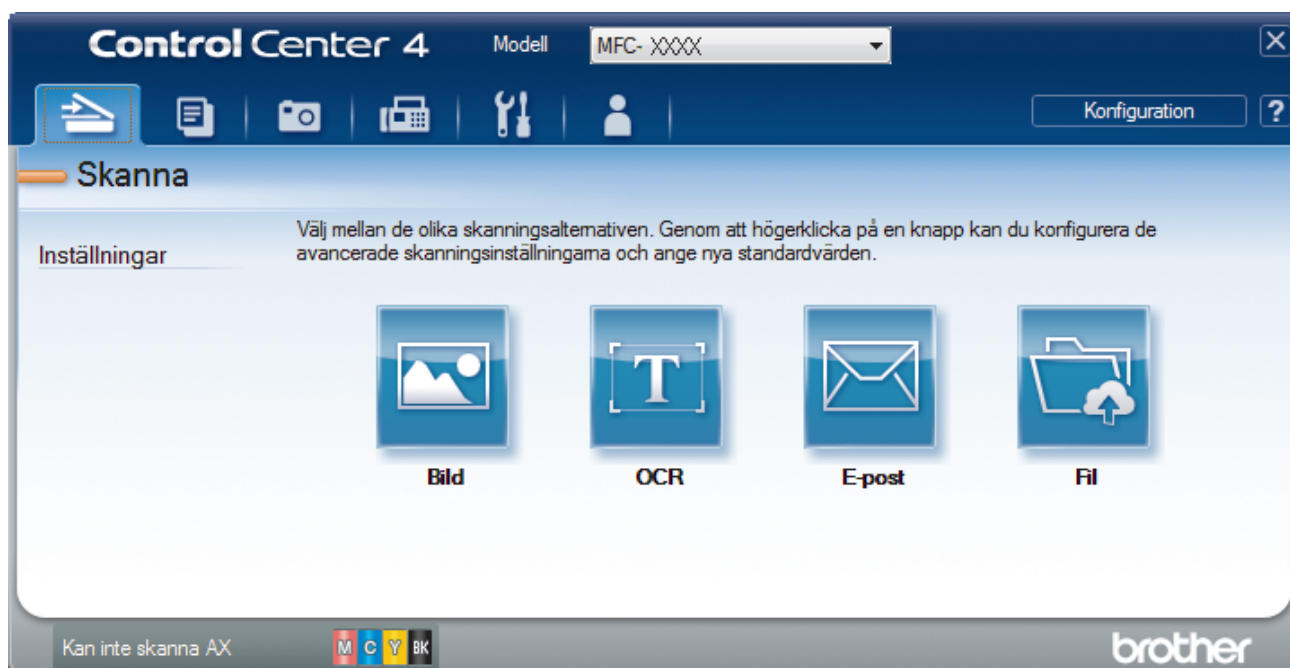 Control Center 4
Modell
MFC- XXXX
Konfiguration
?
Skanna
Inställningar
Välj mellan de olika skanningsalternativen. Genom att högerklicka på en knapp kan du konfigurera de
avancerade skanningsinställningarna och ange nya standardvärden.
T
Bild
OCR
E-post
Fil
Kan inte skanna AX
M C Y BK
brother